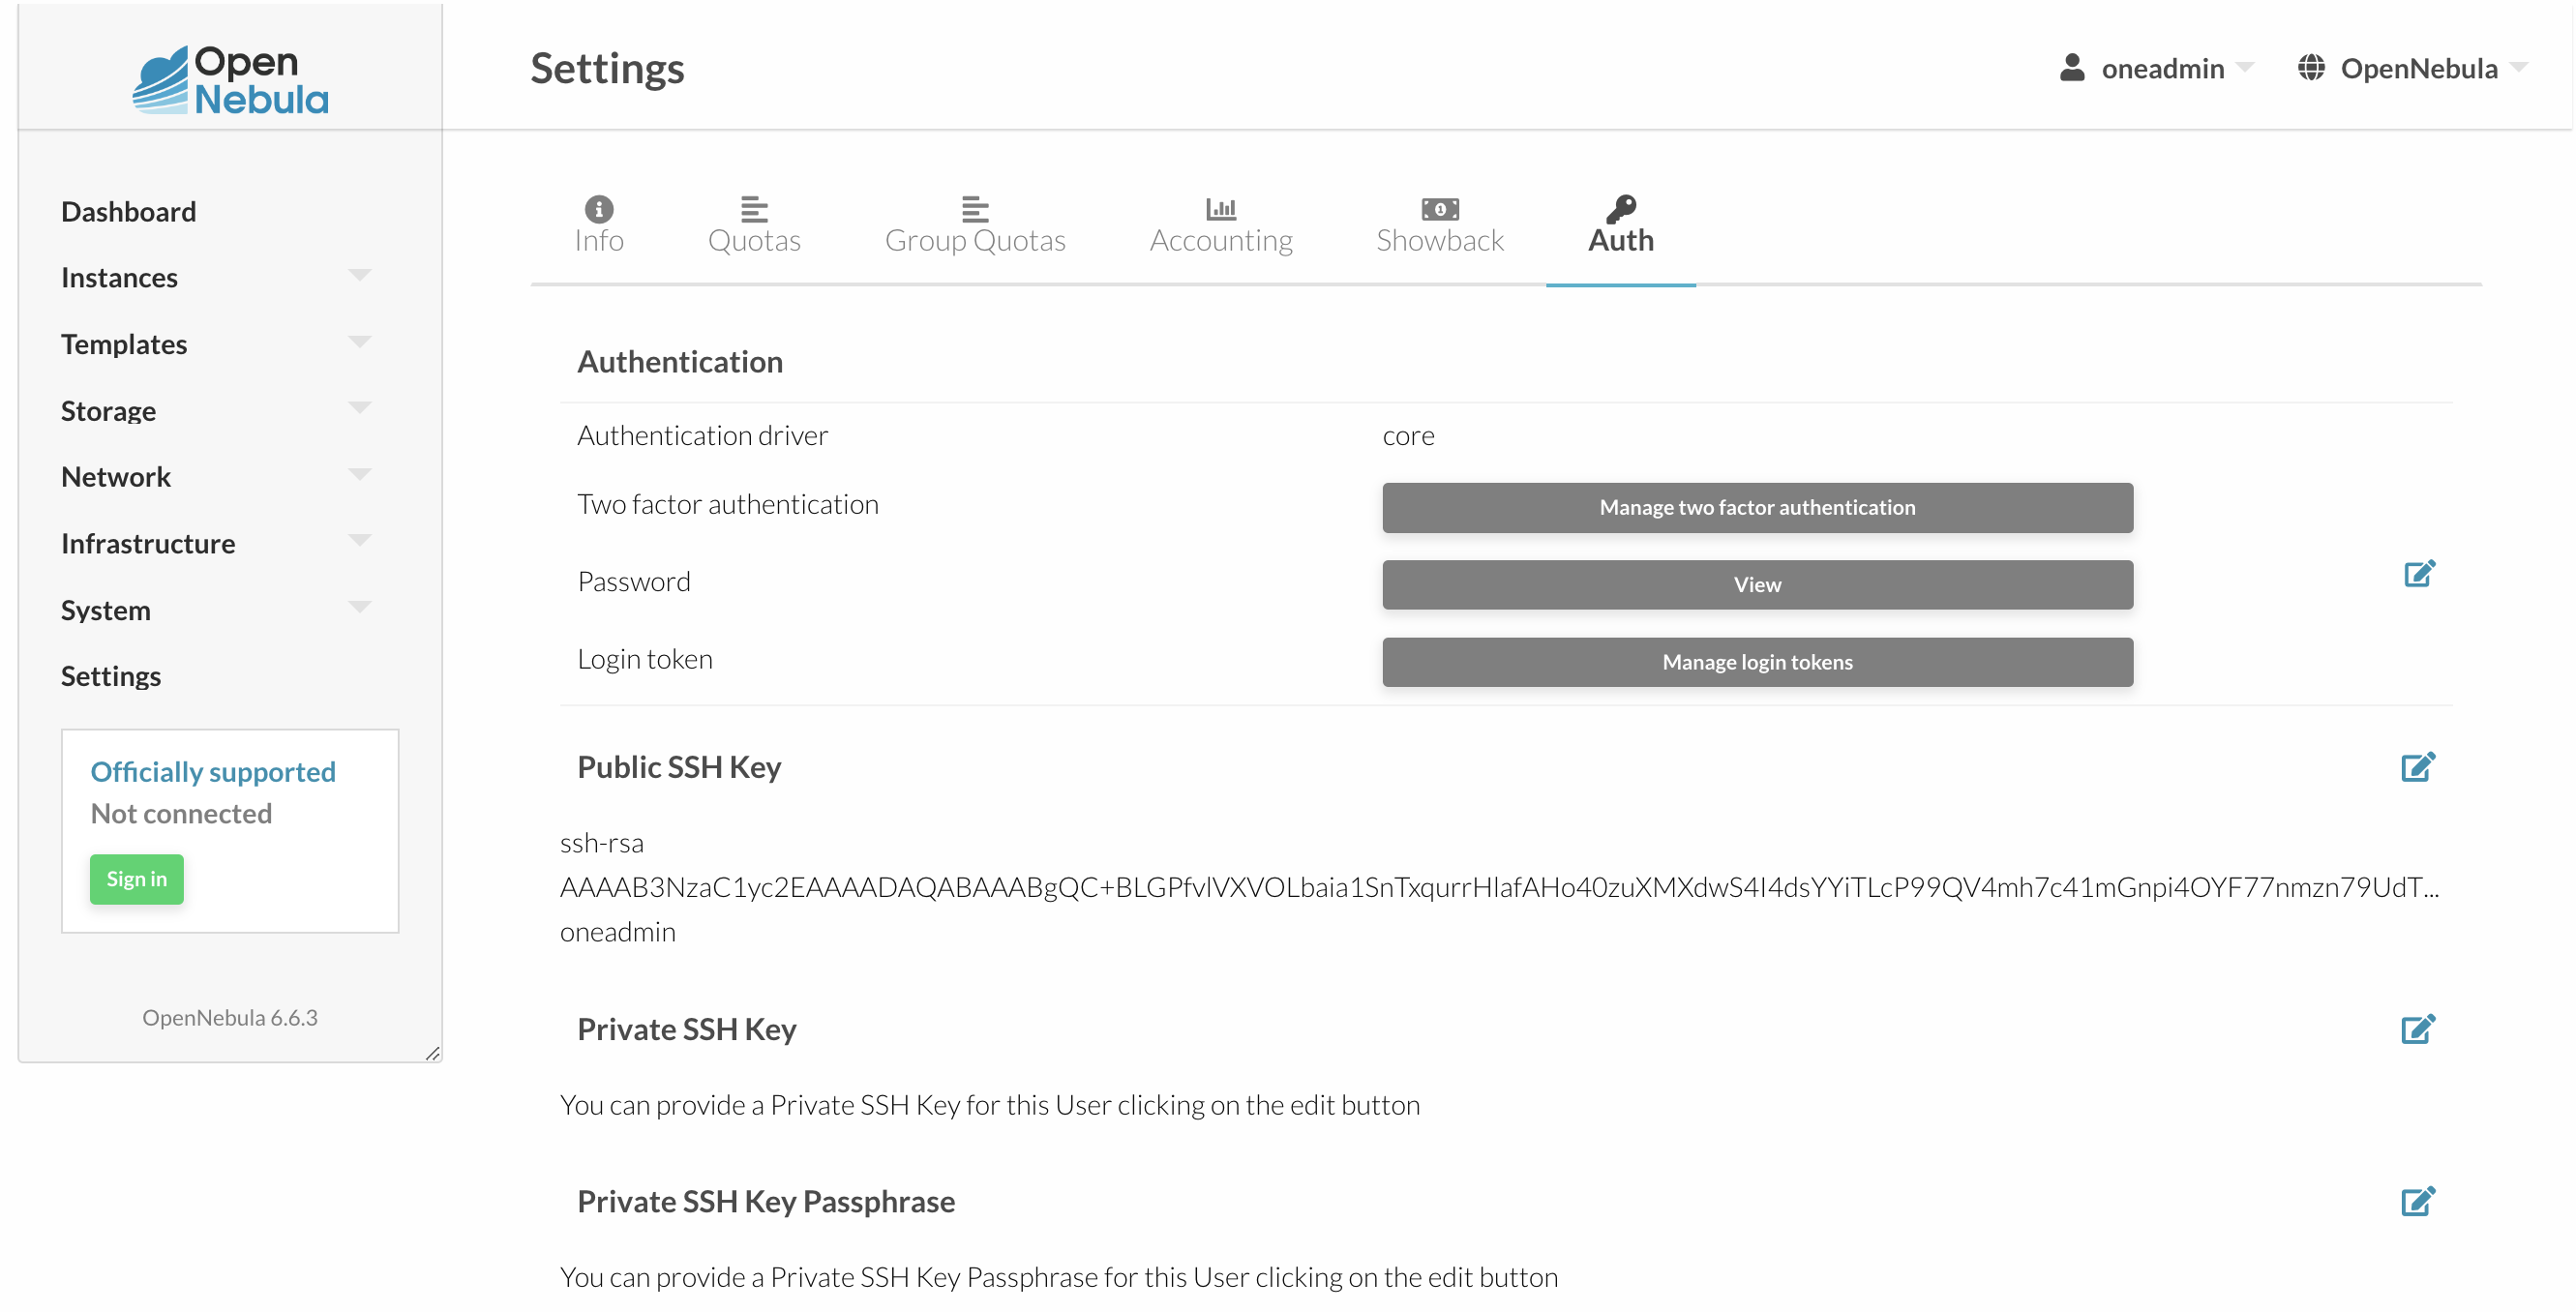 Open
Nebula
Settings
oneadmin
OpenNebula
Dashboard
Instances
Templates
Storage
Network
Infrastructure
System
Settings
Officially supported
Not connected
Sign in
OpenNebula 6.6.3
Info
Quotas
Group Quotas
Accounting
Showback
Auth
Authentication
Authentication driver
core
Two factor authentication
Manage two factor authentication
Password
View
Login token
Manage login tokens
Public SSH Key
ssh-rsa
AAAAB3NzaC1yc2EAAAADAQABAAABgQC+BLGPfvlVXVOLbaia1SnTxqurrHlafAHo40zuXMXdwS4I4dsYYiTLcP99QV4mh7c41mGnpi4OYF77nmzn79UdT...
oneadmin
Private SSH Key
You can provide a Private SSH Key for this User clicking on the edit button
Private SSH Key Passphrase
You can provide a Private SSH Key Passphrase for this User clicking on the edit button